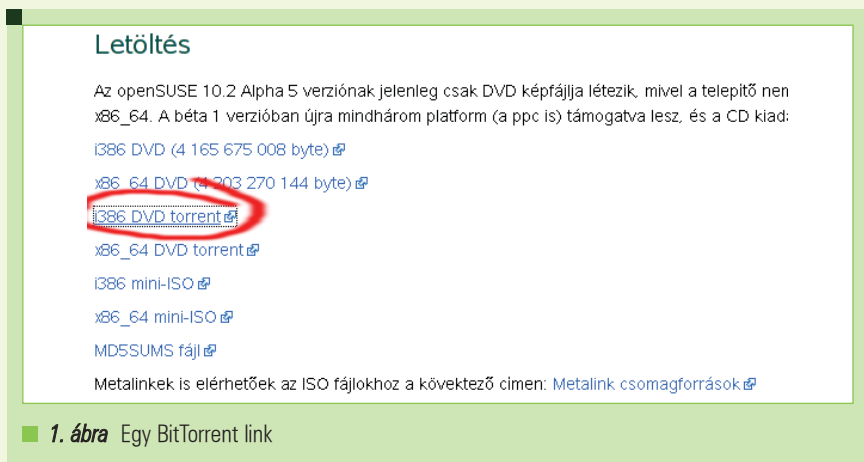 Letöltés
Az openSUSE 10.2 Alpha 5 verziónak jelenleg csak DVD képfájlja létezik, mivel a telepítő nem
x86_64. A béta 1 verzióban újra mindhárom platform (a ppc is) támogatva lesz, és a CD kiad
i386 DVD (4 165 675 008 byte)
x86_64 DVD (4 203 270 144 byte)
i386 DVD torrent
x86_64 DVD torrent
i386 mini-ISO
x86_64 mini-ISO
MD5SUMS fájl
Metalinkek is elérhetőek az ISO fájlokhoz a kövektező címen: Metalink csomagforrások
1. ábra Egy BitTorrent link